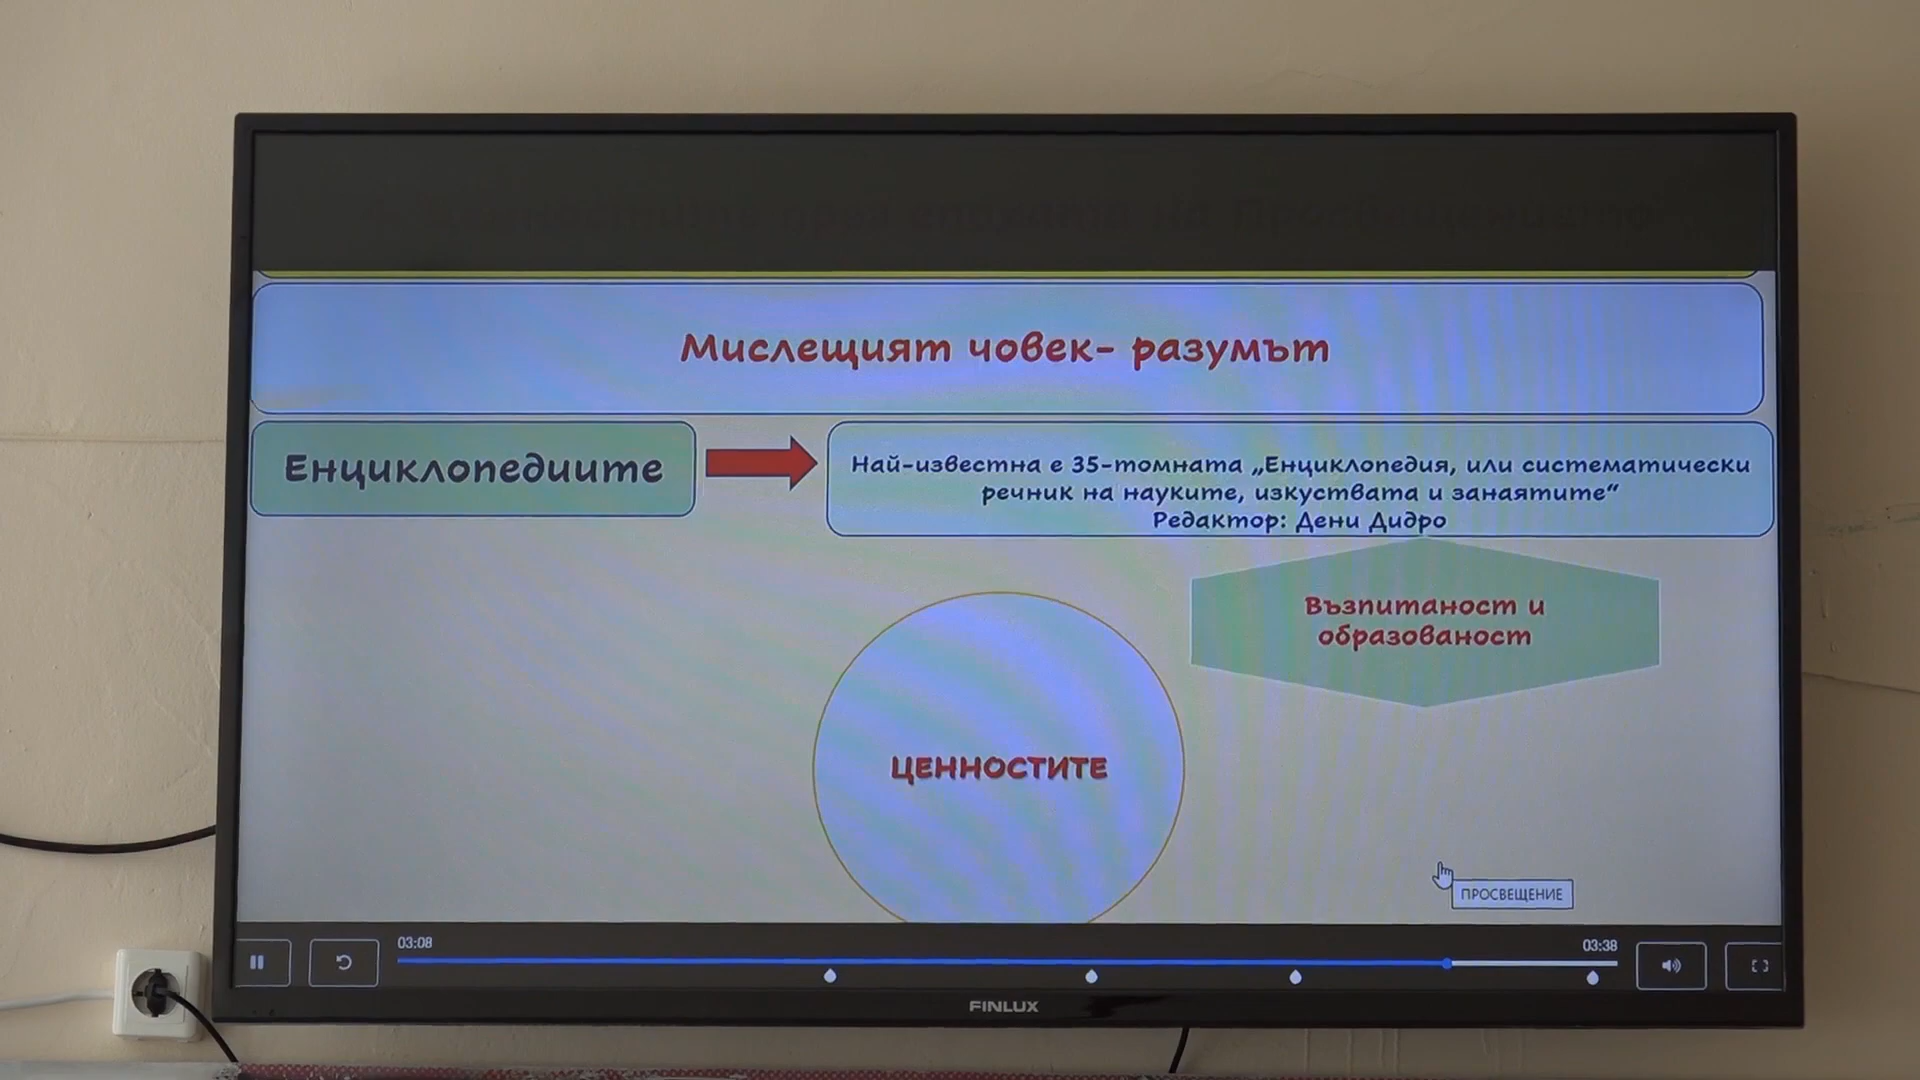 Мислещият човек- разумът
Енциклопедиите
Най-известна е 35-томната „Енциклопедия, или систематически
речник на науките, изкуствата и занаятите“
Редактор: Дени Дидро
Възпитаност и
образованост
ЦЕННОСТИТЕ
ПРОСВЕЩЕНИЕ
03:08
03:38
FINLUX